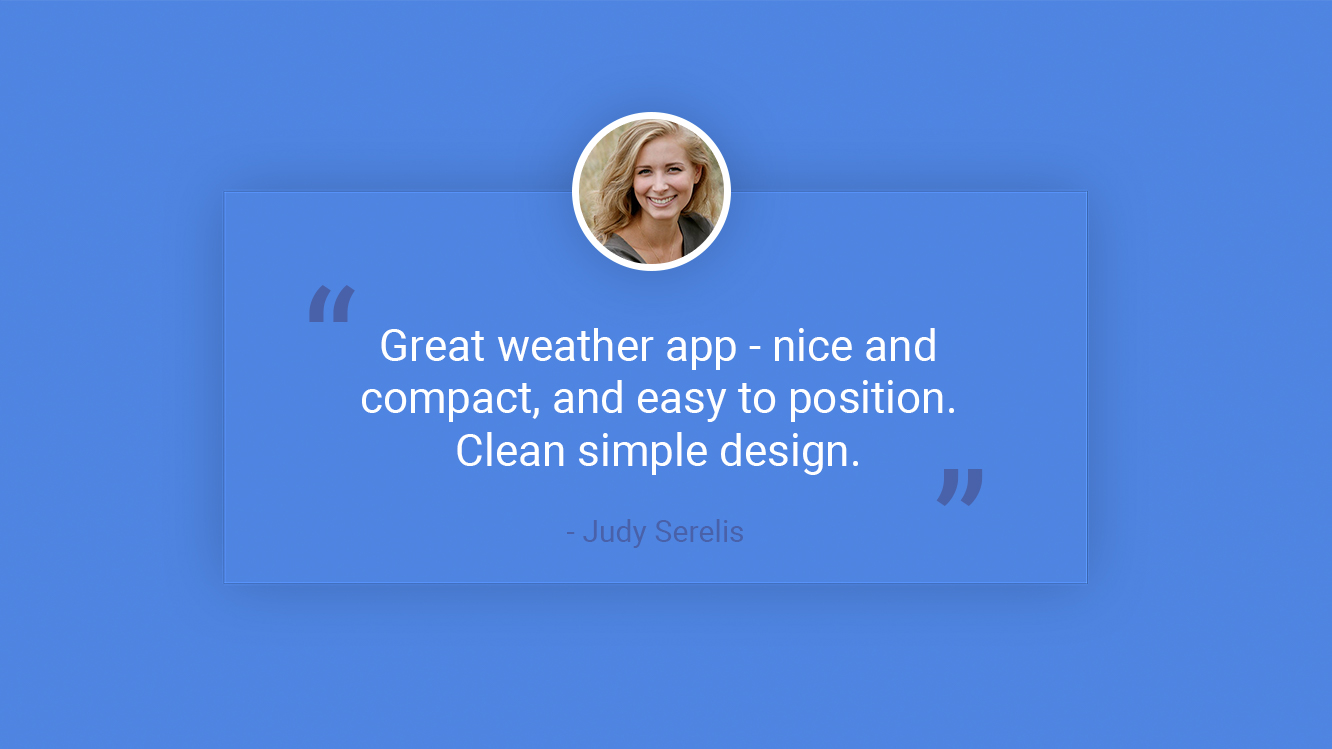 “
Great weather app - nice and
compact, and easy to position.
Clean simple design.
”
- Judy Serelis